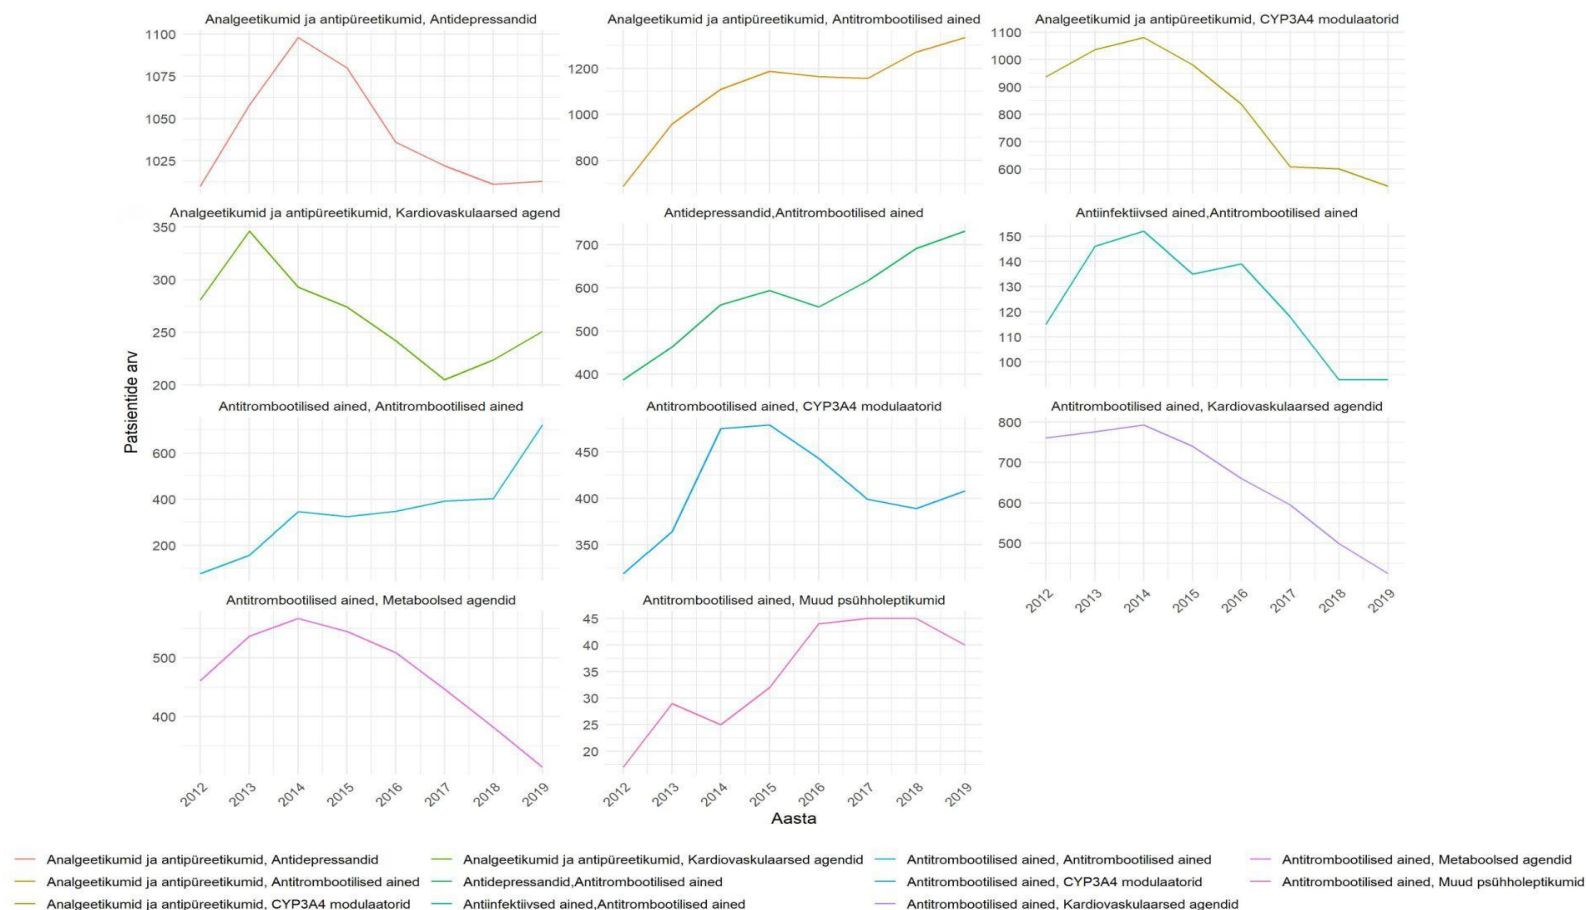 Analgeetikumid ja antipüreetikumid, Antidepressandid
Analgeetikumid ja antipüreetikumid, Antitrombootilised ained
Analgeetikumid ja antipüreetikumid, CYP3A4 modulaatorid
1100
1075
1050
1025
1200
1000
800
1100
1000
900
800
700
600
Analgeetikumid ja antipüreetikumid, Kardiovaskulaarsed agend
Antidepressandid,Antitrombootilised ained
Antiinfektiivsed ained,Antitrombootilised ained
350
300
250
200
700
600
500
400
150
140
130
120
110
100
Patsientide arv
Antitrombootilised ained, Antitrombootilised ained
Antitrombootilised ained, CYP3A4 modulaatorid
Antitrombootilised ained, Kardiovaskulaarsed agendid
600
400
200
450
400
350
800
700
600
500
2012 2013 2014 2015 2016 2017 2018 2019
Antitrombootilised ained, Metaboolsed agendid
Antitrombootilised ained, Muud psühholeptikumid
500
400
45
40
35
30
25
20
2012 2013 2014 2015 2016 2017 2018 2019
2012 2013 2014 2015 2016 2017 2018 2019
Aasta
Analgeetikumid ja antipüreetikumid, Antidepressandid
Analgeetikumid ja antipüreetikumid, Antitrombootilised ained
Analgeetikumid ja antipüreetikumid, CYP3A4 modulaatorid
Analgeetikumid ja antipüreetikumid, Kardiovaskulaarsed agendid
Antidepressandid,Antitrombootilised ained
Antiinfektiivsed ained,Antitrombootilised ained
Antitrombootilised ained, Antitrombootilised ained
Antitrombootilised ained, CYP3A4 modulaatorid
Antitrombootilised ained, Kardiovaskulaarsed agendid
Antitrombootilised ained, Metaboolsed agendid
Antitrombootilised ained, Muud psühholeptikumid